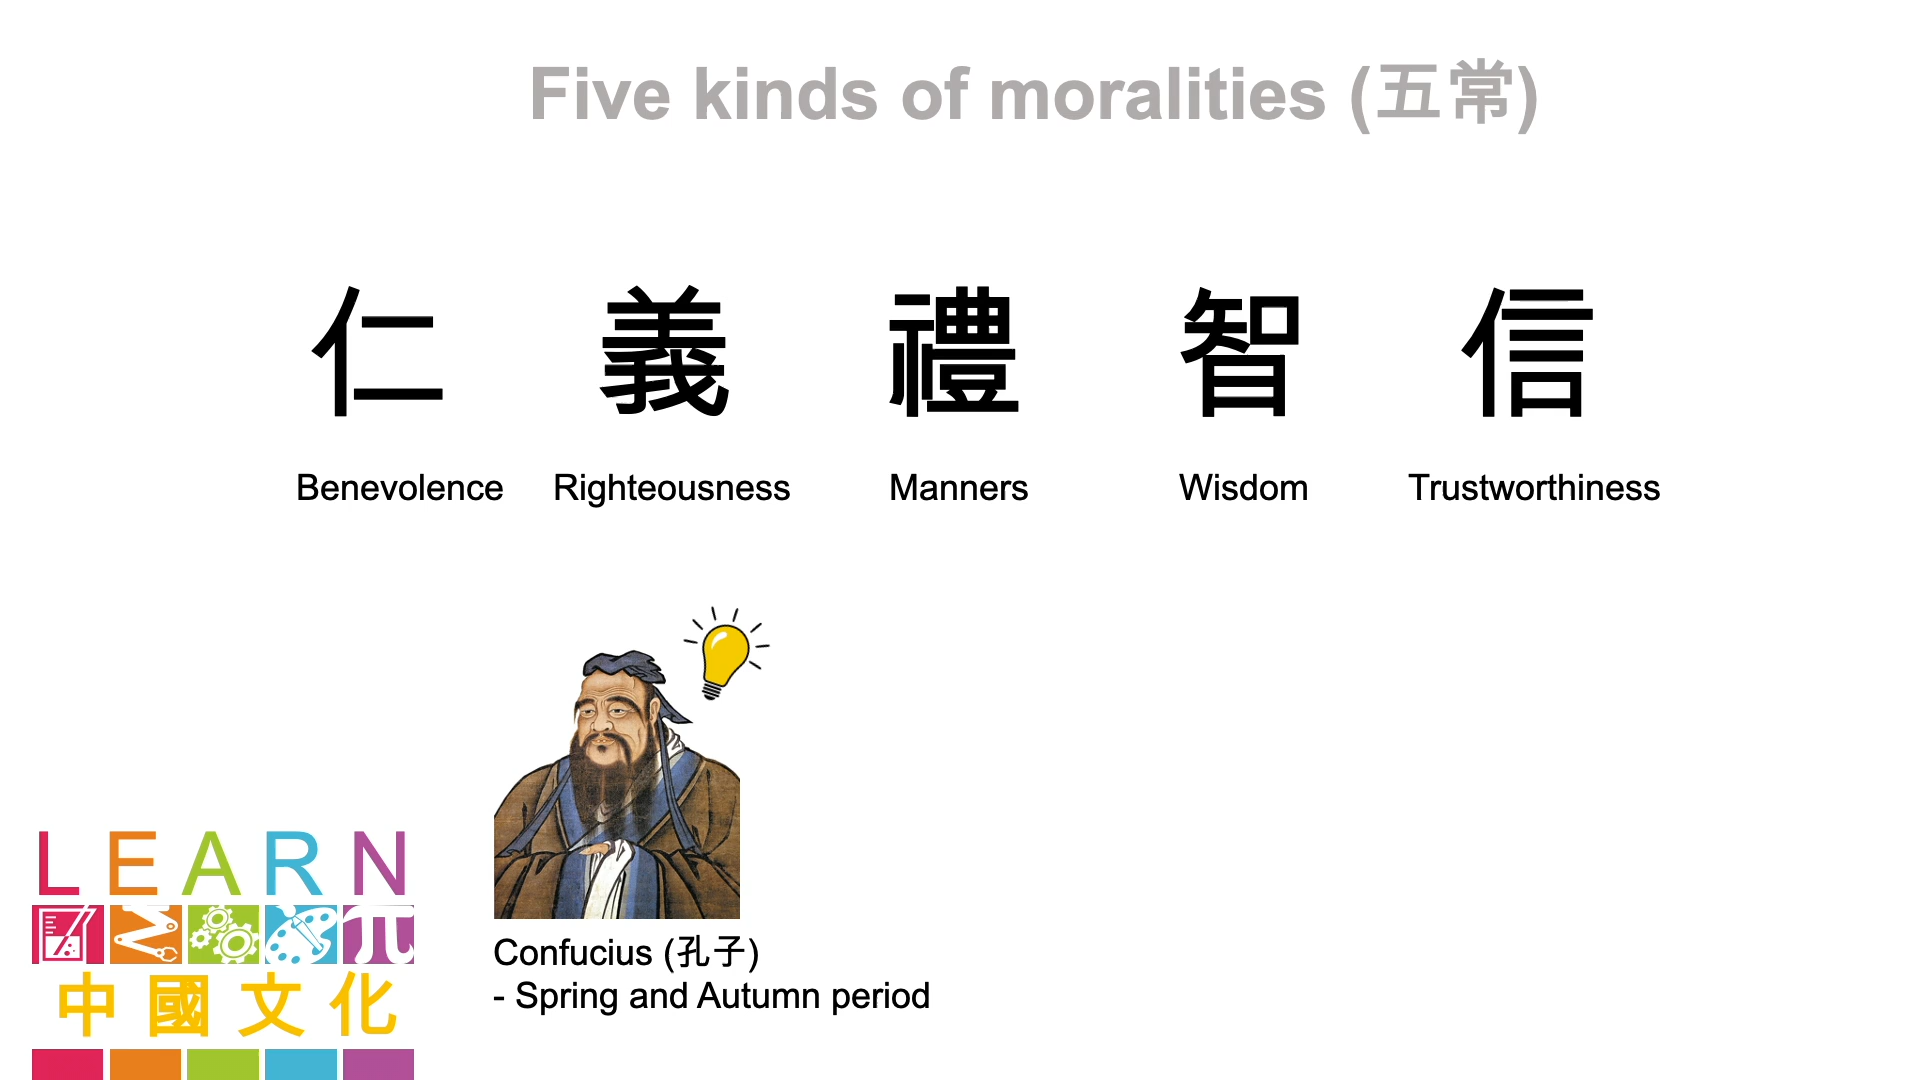 Five kinds of moralities (五常)
仁 義 禮 智 信
Benevolence Righteousness Manners Wisdom Trustworthiness
Confucius (孔子)
- Spring and Autumn period
LEARN
中國文化